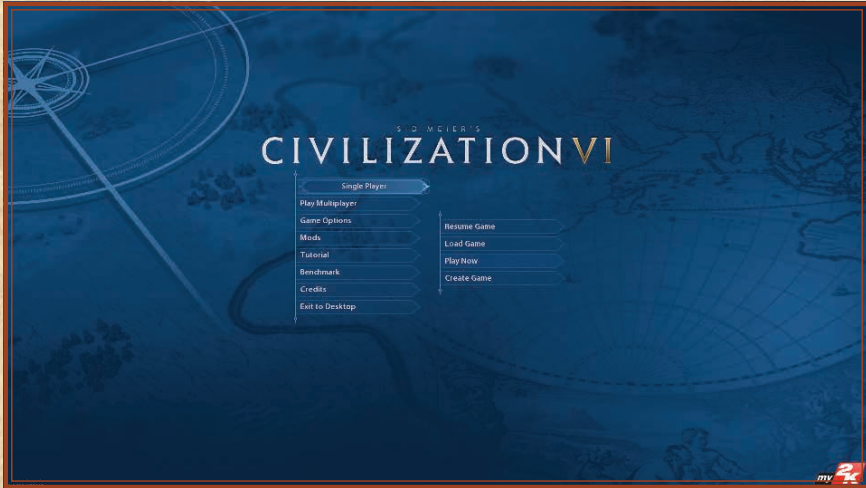 SID MEIER'S
CIVILIZATION VI
Single Player
Play Multiplayer
Game Options
Mods
Tutorial
Benchmark
Credits
Exit to Desktop
Resume Game
Load Game
Play Now
Create Game
my 2K